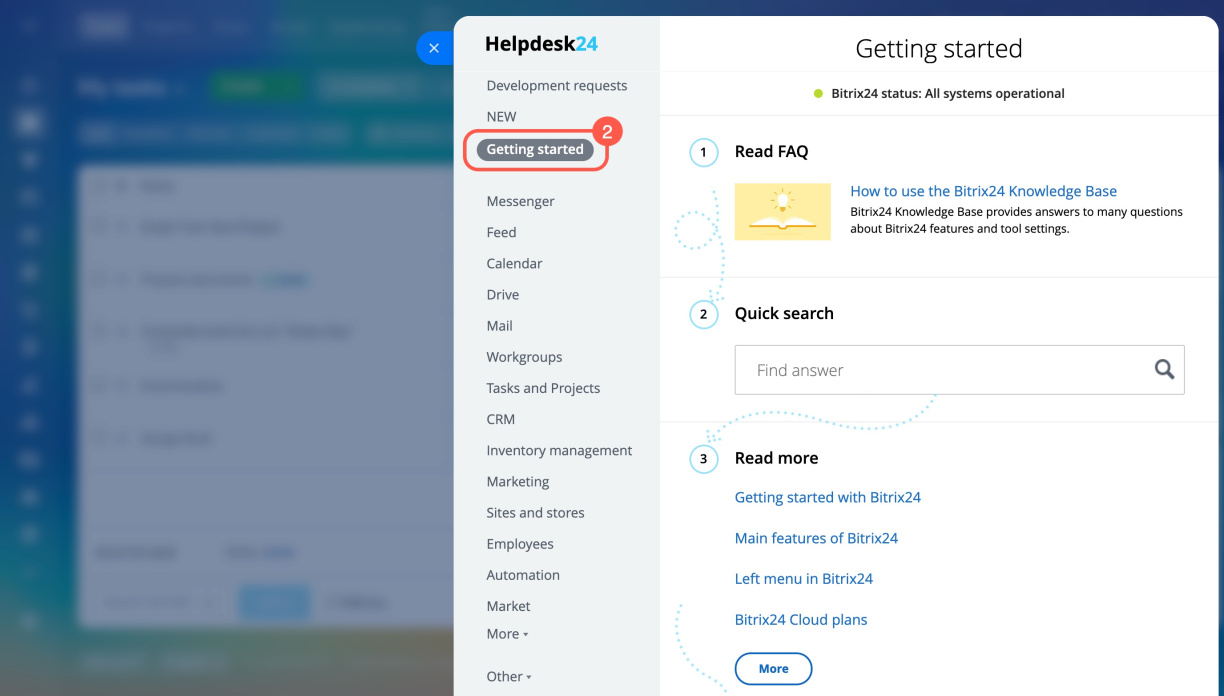 Helpdesk24
Development requests
NEW
Getting started
2
Messenger
Feed
Calendar
Drive
Mail
Workgroups
Tasks and Projects
CRM
Inventory management
Marketing
Sites and stores
Employees
Automation
Market
More
Other
Getting started
Bitrix24 status: All systems operational
1
Read FAQ
How to use the Bitrix24 Knowledge Base
Bitrix24 Knowledge Base provides answers to many questions
about Bitrix24 features and tool settings.
2
Quick search
Find answer
3
Read more
Getting started with Bitrix24
Main features of Bitrix24
Left menu in Bitrix24
Bitrix24 Cloud plans
More